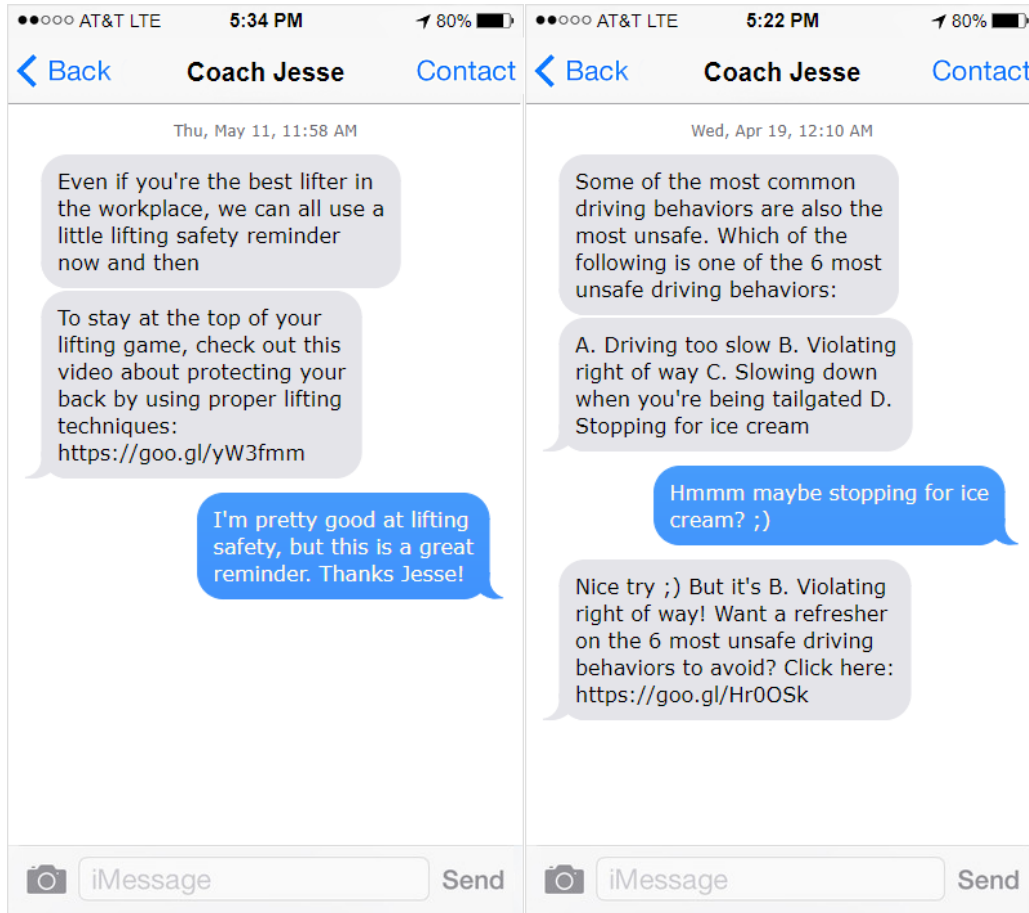 AT&T LTE 5:34 PM 80%
Back Coach Jesse Contact
Thu, May 11, 11:58 AM
Even if you're the best lifter in
the workplace, we can all use a
little lifting safety reminder
now and then
To stay at the top of your
lifting game, check out this
video about protecting your
back by using proper lifting
techniques:
https://goo.gl/yW3fmm
I'm pretty good at lifting
safety, but this is a great
reminder. Thanks Jesse!
iMessage Send
AT&T LTE 5:22 PM 80%
Back Coach Jesse Contact
Wed, Apr 19, 12:10 AM
Some of the most common
driving behaviors are also the
most unsafe. Which of the
following is one of the 6 most
unsafe driving behaviors:
A. Driving too slow B. Violating
right of way C. Slowing down
when you're being tailgated D.
Stopping for ice cream
Hmmm maybe stopping for ice
cream? ;)
Nice try ;) But it's B. Violating
right of way! Want a refresher
on the 6 most unsafe driving
behaviors to avoid? Click here:
https://goo.gl/Hr0OSk
iMessage Send